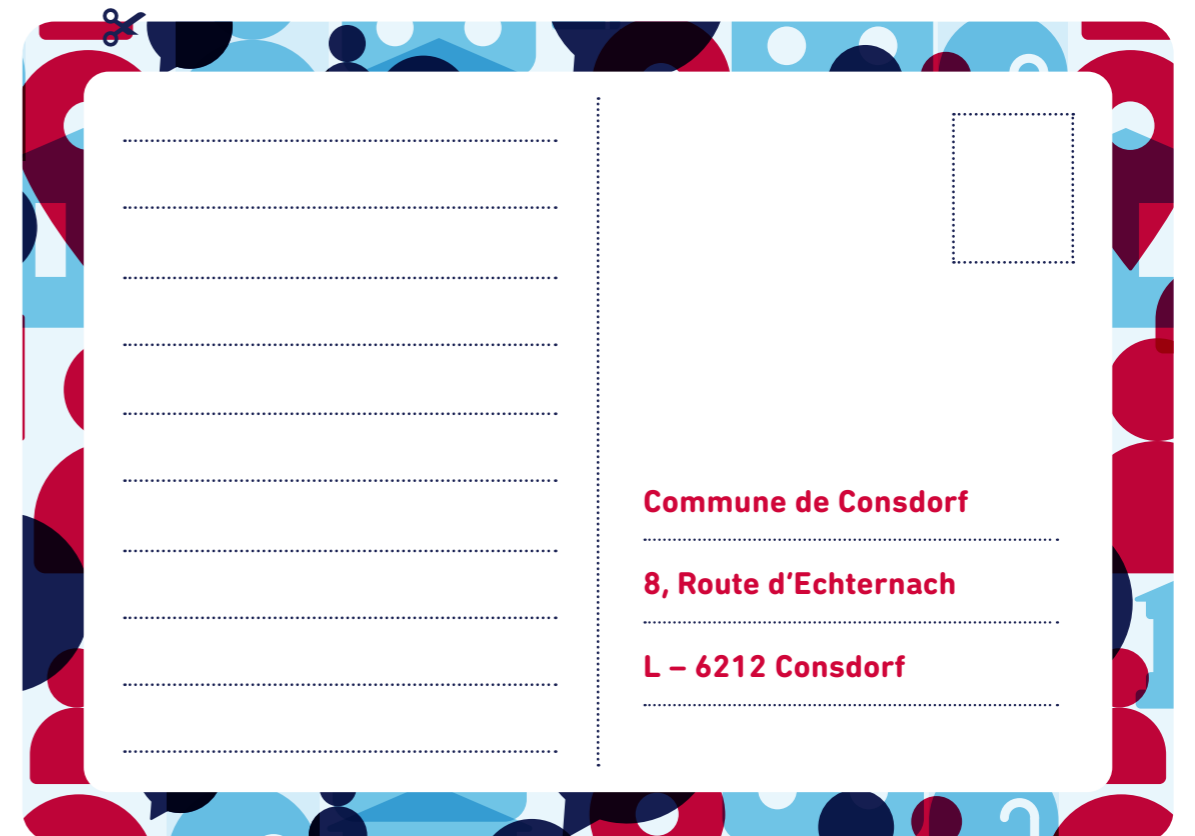 Commune de Consdorf
8, Route d'Echternach
L – 6212 Consdorf